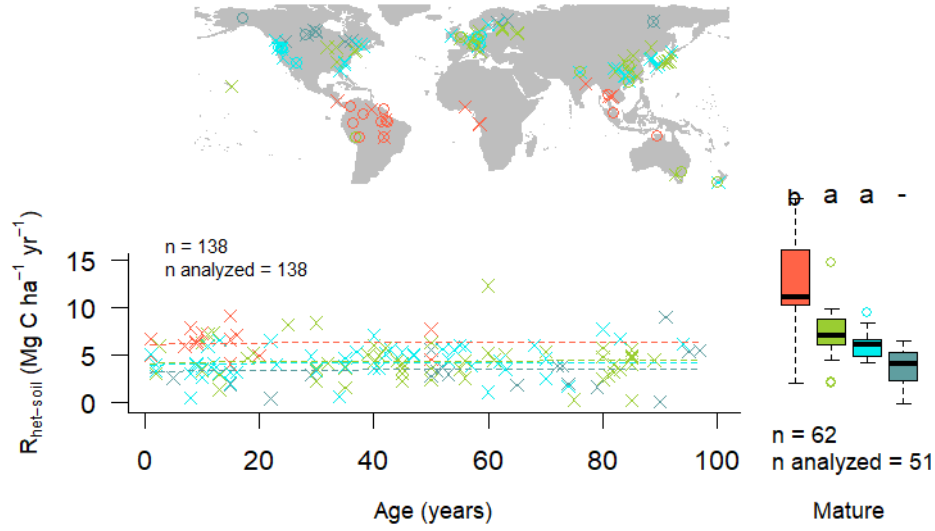 b a a -
n = 138
n analyzed = 138
R_het−soil (Mg C ha⁻¹ yr⁻¹)
15
10
5
0
0 20 40 60 80 100
Age (years)
n = 62
n analyzed = 51
Mature